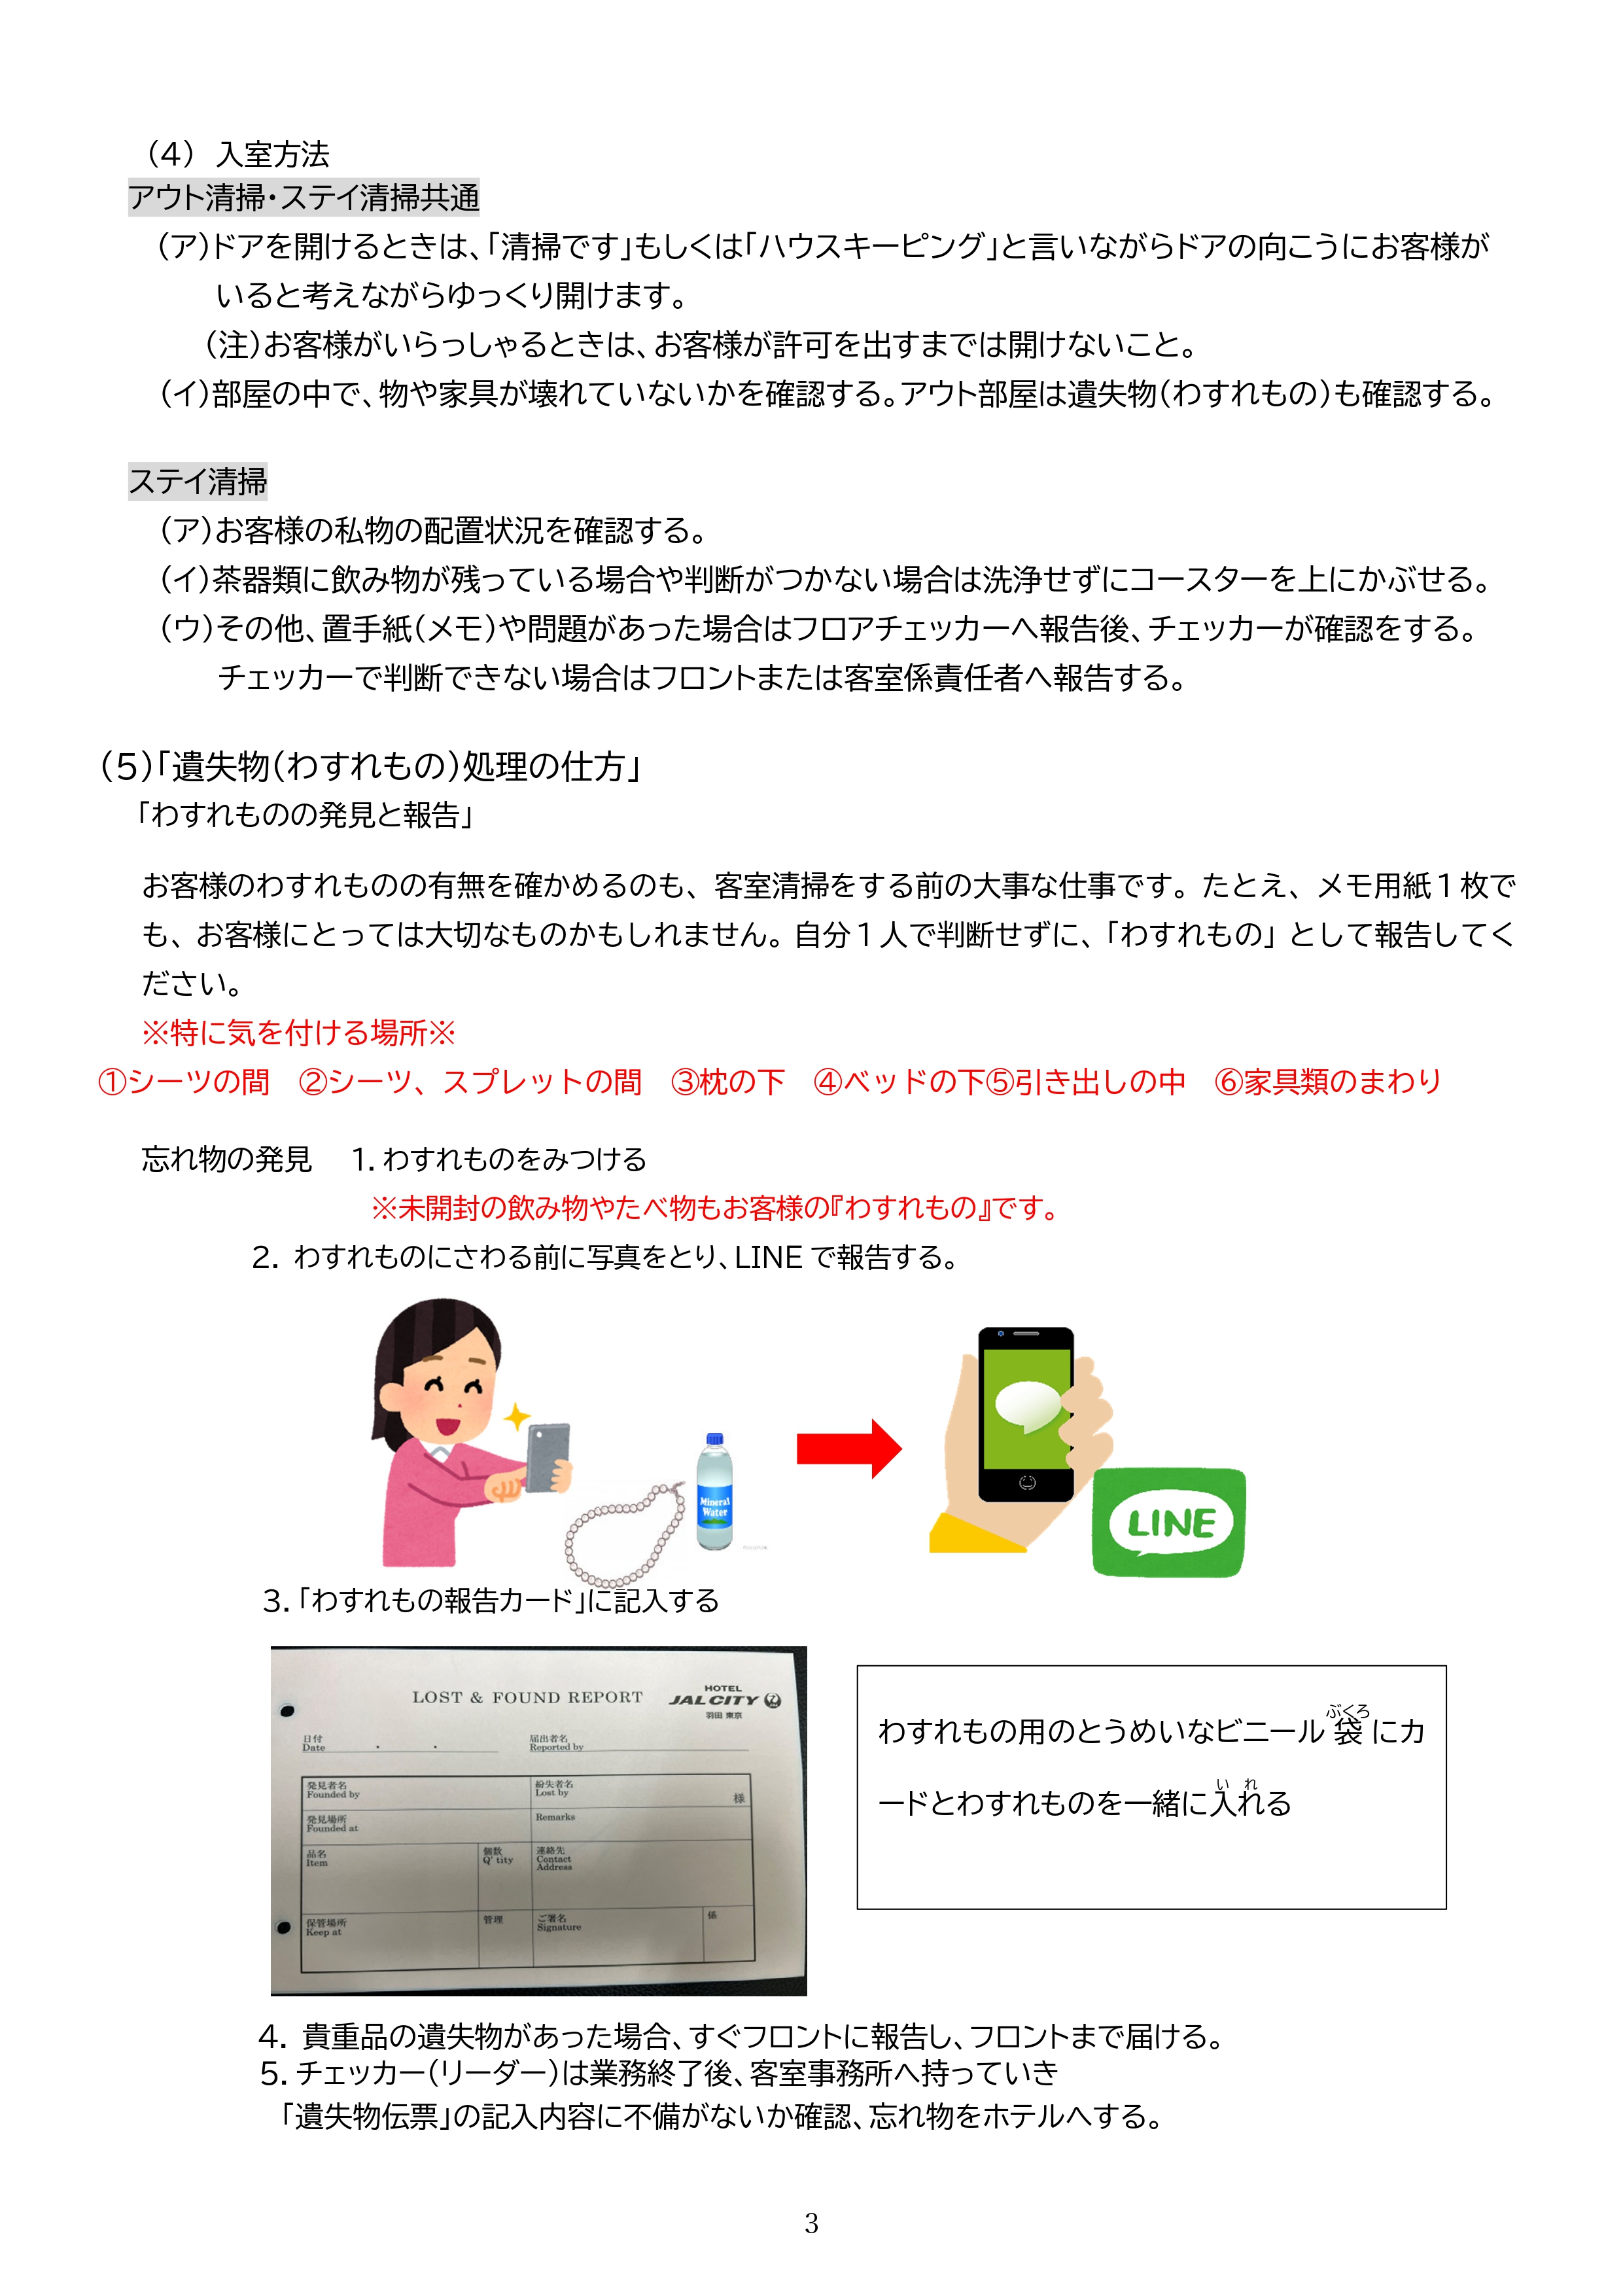 （4） 入室方法
アウト清掃・ステイ清掃共通
（ア）ドアを開けるときは、「清掃です」もしくは「ハウスキーピング」と言いながらドアの向こうにお客様が
いると考えながらゆっくり開けます。
（注）お客様がいらっしゃるときは、お客様が許可を出すまでは開けないこと。
（イ）部屋の中で、物や家具が壊れていないかを確認する。アウト部屋は遺失物（わすれもの）も確認する。
ステイ清掃
（ア）お客様の私物の配置状況を確認する。
（イ）茶器類に飲み物が残っている場合や判断がつかない場合は洗浄せずにコースターを上にかぶせる。
（ウ）その他、置手紙（メモ）や問題があった場合はフロアチェッカーへ報告後、チェッカーが確認をする。
チェッカーで判断できない場合はフロントまたは客室係責任者へ報告する。
（5）「遺失物（わすれもの）処理の仕方」
「わすれものの発見と報告」
お客様のわすれものの有無を確かめるのも、客室清掃をする前の大事な仕事です。たとえ、メモ用紙１枚で
も、お客様にとっては大切なものかもしれません。自分１人で判断せずに、「わすれもの」として報告してく
ださい。
※特に気を付ける場所※
①シーツの間　②シーツ、スプレットの間　③枕の下　④ベッドの下⑤引き出しの中　⑥家具類のまわり
忘れ物の発見　1. わすれものをみつける
※未開封の飲み物やたべ物もお客様の『わすれもの』です。
2. わすれものにさわる前に写真をとり、LINE で報告する。
Mineral
Water
LINE
3.「わすれもの報告カード」に記入する
LOST & FOUND REPORT
HOTEL
JAL CITY
羽田 東京
日付
Date
届出者名
Reported by
発見者名
Founded by
紛失者名
Lost by
様
発見場所
Founded at
Remarks
品名
Item
個数
Q' tity
連絡先
Contact
Address
保管場所
Keep at
管理
ご署名
Signature
係
ぶくろ
わすれもの用のとうめいなビニール袋にカ
い れ
ードとわすれものを一緒に入れる
4. 貴重品の遺失物があった場合、すぐフロントに報告し、フロントまで届ける。
5. チェッカー（リーダー）は業務終了後、客室事務所へ持っていき
「遺失物伝票」の記入内容に不備がないか確認、忘れ物をホテルへする。
3